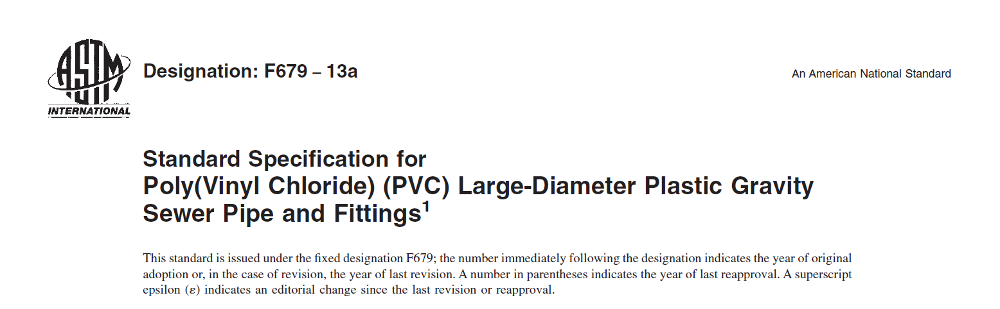 ASTM
INTERNATIONAL
Designation: F679 – 13a
An American National Standard
Standard Specification for
Poly(Vinyl Chloride) (PVC) Large-Diameter Plastic Gravity
Sewer Pipe and Fittings¹
This standard is issued under the fixed designation F679; the number immediately following the designation indicates the year of original
adoption or, in the case of revision, the year of last revision. A number in parentheses indicates the year of last reapproval. A superscript
epsilon (ε) indicates an editorial change since the last revision or reapproval.